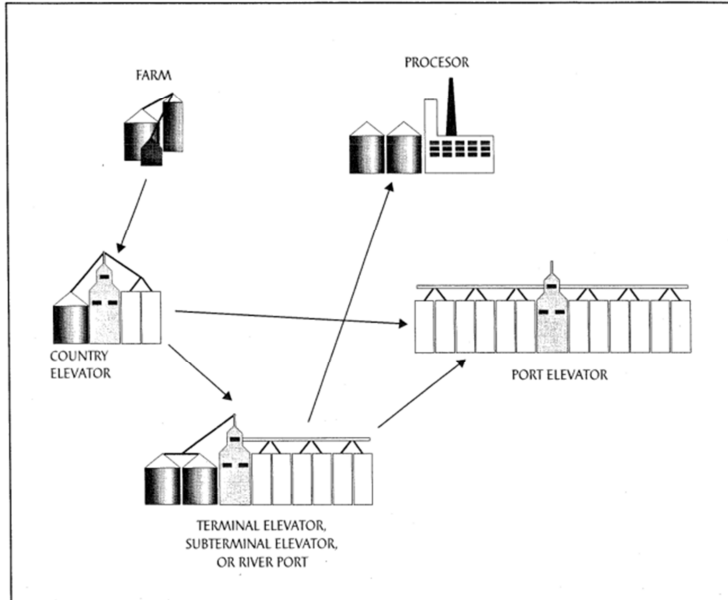 FARM
PROCESOR
COUNTRY
ELEVATOR
PORT ELEVATOR
TERMINAL ELEVATOR,
SUBTERMINAL ELEVATOR,
OR RIVER PORT